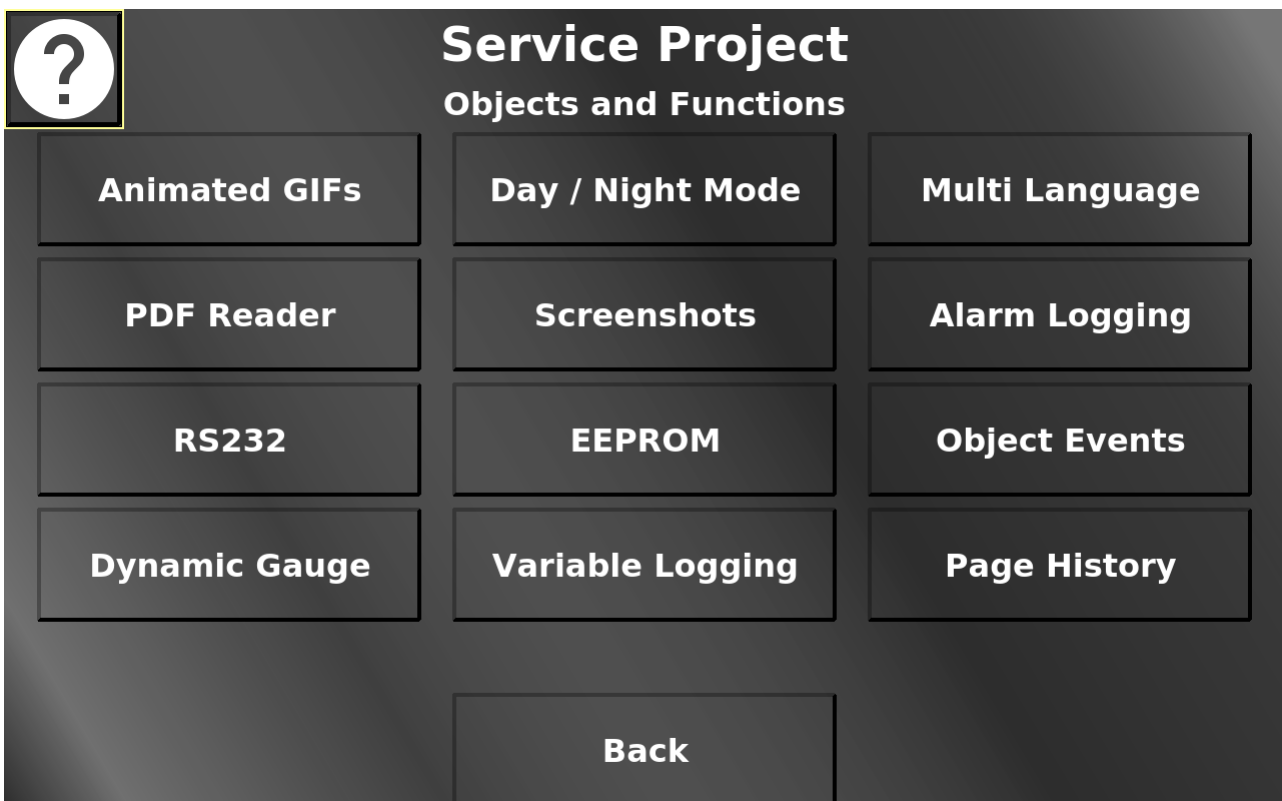 ?
Service Project
Objects and Functions
Animated GIFs
Day / Night Mode
Multi Language
PDF Reader
Screenshots
Alarm Logging
RS232
EEPROM
Object Events
Dynamic Gauge
Variable Logging
Page History
Back